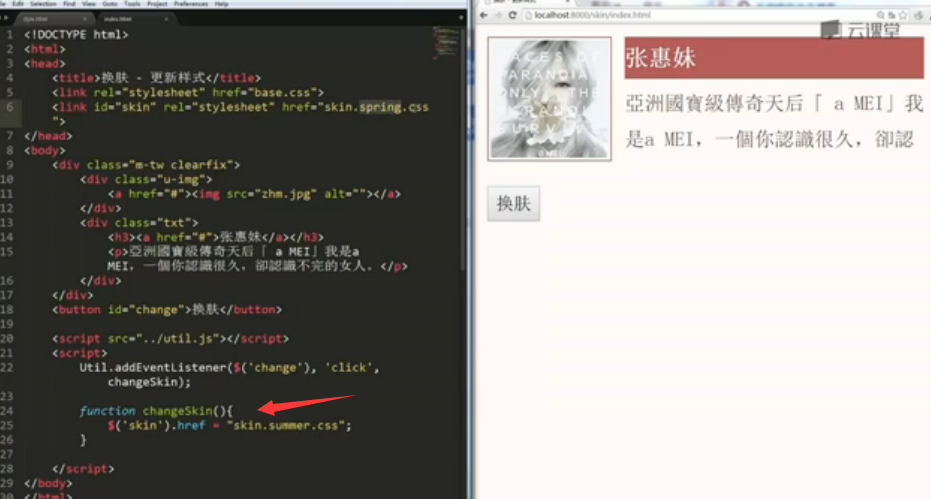 Edit Selection Find View Goto Tools Project Preferences Help
style.html index.html
1 <!DOCTYPE html>
2 <html>
3 <head>
4 <title>换肤 - 更新样式</title>
5 <link rel="stylesheet" href="base.css">
6 <link id="skin" rel="stylesheet" href="skin.spring.css
">
7 </head>
8 <body>
9 <div class="m-tw clearfix">
10 <div class="u-img">
11 <a href="#"><img src="zhm.jpg" alt=""></a>
12 </div>
13 <div class="txt">
14 <h3><a href="#">张惠妹</a></h3>
15 <p>亞洲國寶級傳奇天后「 a MEI」我是a
MEI，一個你認識很久，卻認識不完的女人。</p>
16 </div>
17 </div>
18 <button id="change">换肤</button>
19
20 <script src="../util.js"></script>
21 <script>
22 Util.addEventListener($('change'), 'click',
changeSkin);
23
24 function changeSkin(){
25 $('skin').href = "skin.summer.css";
26 }
27
28 </script>
29 </body>
30 </html>
localhost:8000/skin/index.html
云课堂
FACES OF
PARANOIA
ONLY THE
PARANOID
SURVIVE
aMEI
张惠妹
亞洲國寶級傳奇天后「 a MEI」我
是a MEI，一個你認識很久，卻認
换肤